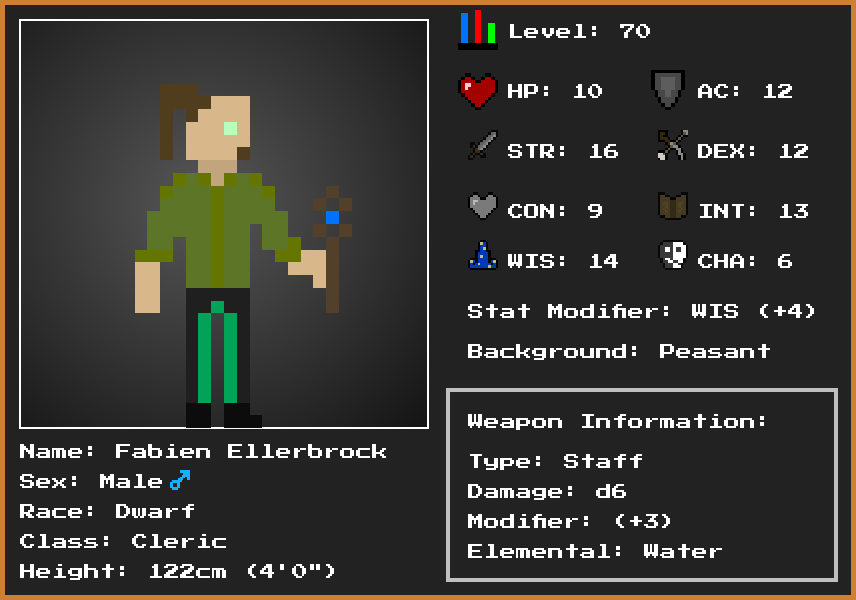 Level: 70
HP: 10
AC: 12
STR: 16
DEX: 12
CON: 9
INT: 13
WIS: 14
CHA: 6
Stat Modifier: WIS (+4)
Background: Peasant
Weapon Information:
Type: Staff
Damage: d6
Modifier: (+3)
Elemental: Water
Name: Fabien Ellerbrock
Sex: Male♂
Race: Dwarf
Class: Cleric
Height: 122cm (4'0")